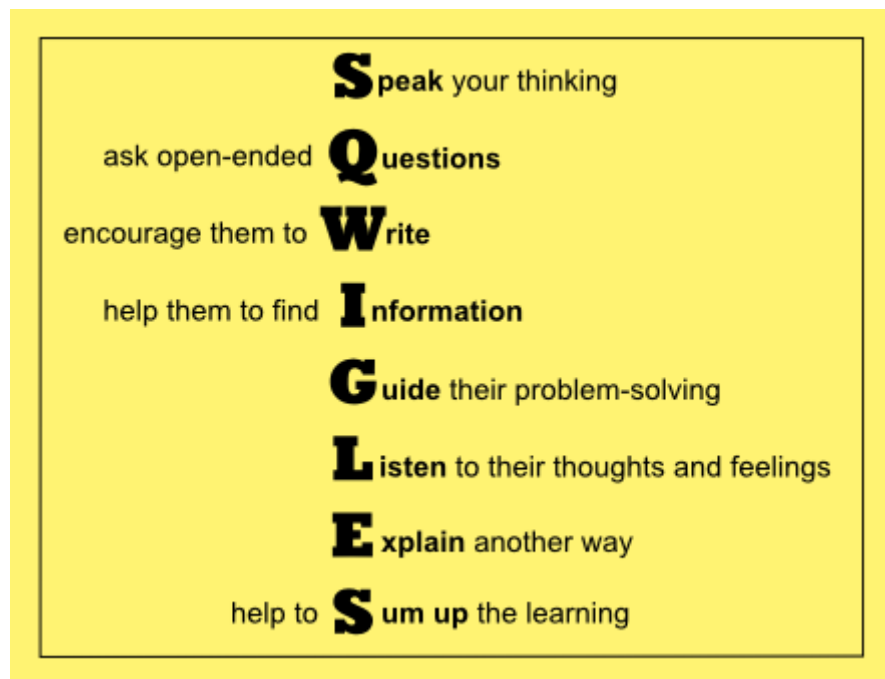 Speak your thinking
ask open-ended Questions
encourage them to Write
help them to find Information
Guide their problem-solving
Listen to their thoughts and feelings
Explain another way
help to Sum up the learning